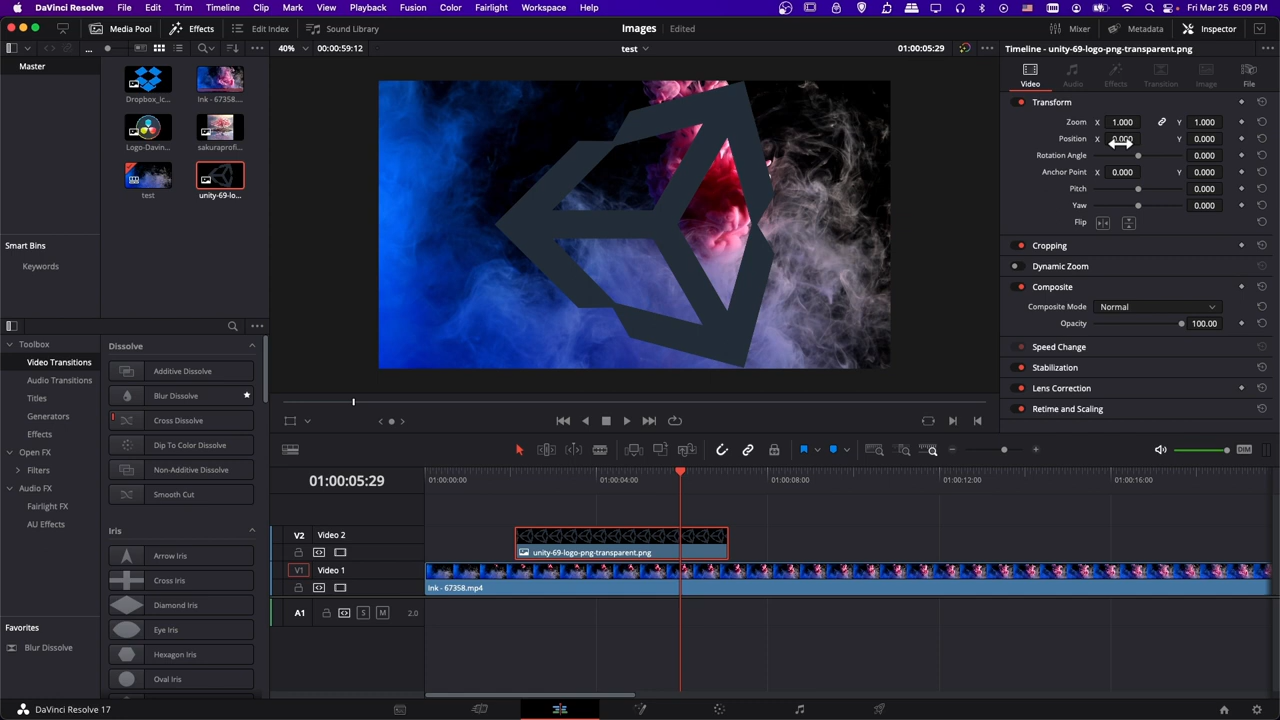 DaVinci Resolve File Edit Trim Timeline Clip Mark View Playback Fusion Color Fairlight Workspace Help Fri Mar 25 6:09 PM
Media Pool Effects Edit Index Sound Library Images Edited Mixer Metadata Inspector
... 40% 00:00:59:12 test 01:00:05:29 Timeline - unity-69-logo-png-transparent.png
Master
Dropbox_Ic... Ink - 67358....
Logo-Davin... sakuraprofi...
test unity-69-lo...
Smart Bins
Keywords
Video Audio Effects Transition Image File
Transform
Zoom X 1.000 Y 1.000
Position X 0.000 Y 0.000
Rotation Angle 0.000
Anchor Point X 0.000 Y 0.000
Pitch 0.000
Yaw 0.000
Flip
Cropping
Dynamic Zoom
Composite
Composite Mode Normal
Opacity 100.00
Speed Change
Stabilization
Lens Correction
Retime and Scaling
Toolbox
Video Transitions
Audio Transitions
Titles
Generators
Effects
Open FX
Filters
Audio FX
Fairlight FX
AU Effects
Favorites
Blur Dissolve
Dissolve
Additive Dissolve
Blur Dissolve
Cross Dissolve
Dip To Color Dissolve
Non-Additive Dissolve
Smooth Cut
Iris
Arrow Iris
Cross Iris
Diamond Iris
Eye Iris
Hexagon Iris
Oval Iris
DIM
01:00:05:29 01:00:00:00 01:00:04:00 01:00:08:00 01:00:12:00 01:00:16:00
V2 Video 2
unity-69-logo-png-transparent.png
V1 Video 1
Ink - 67358.mp4
A1 S M 2.0
DaVinci Resolve 17